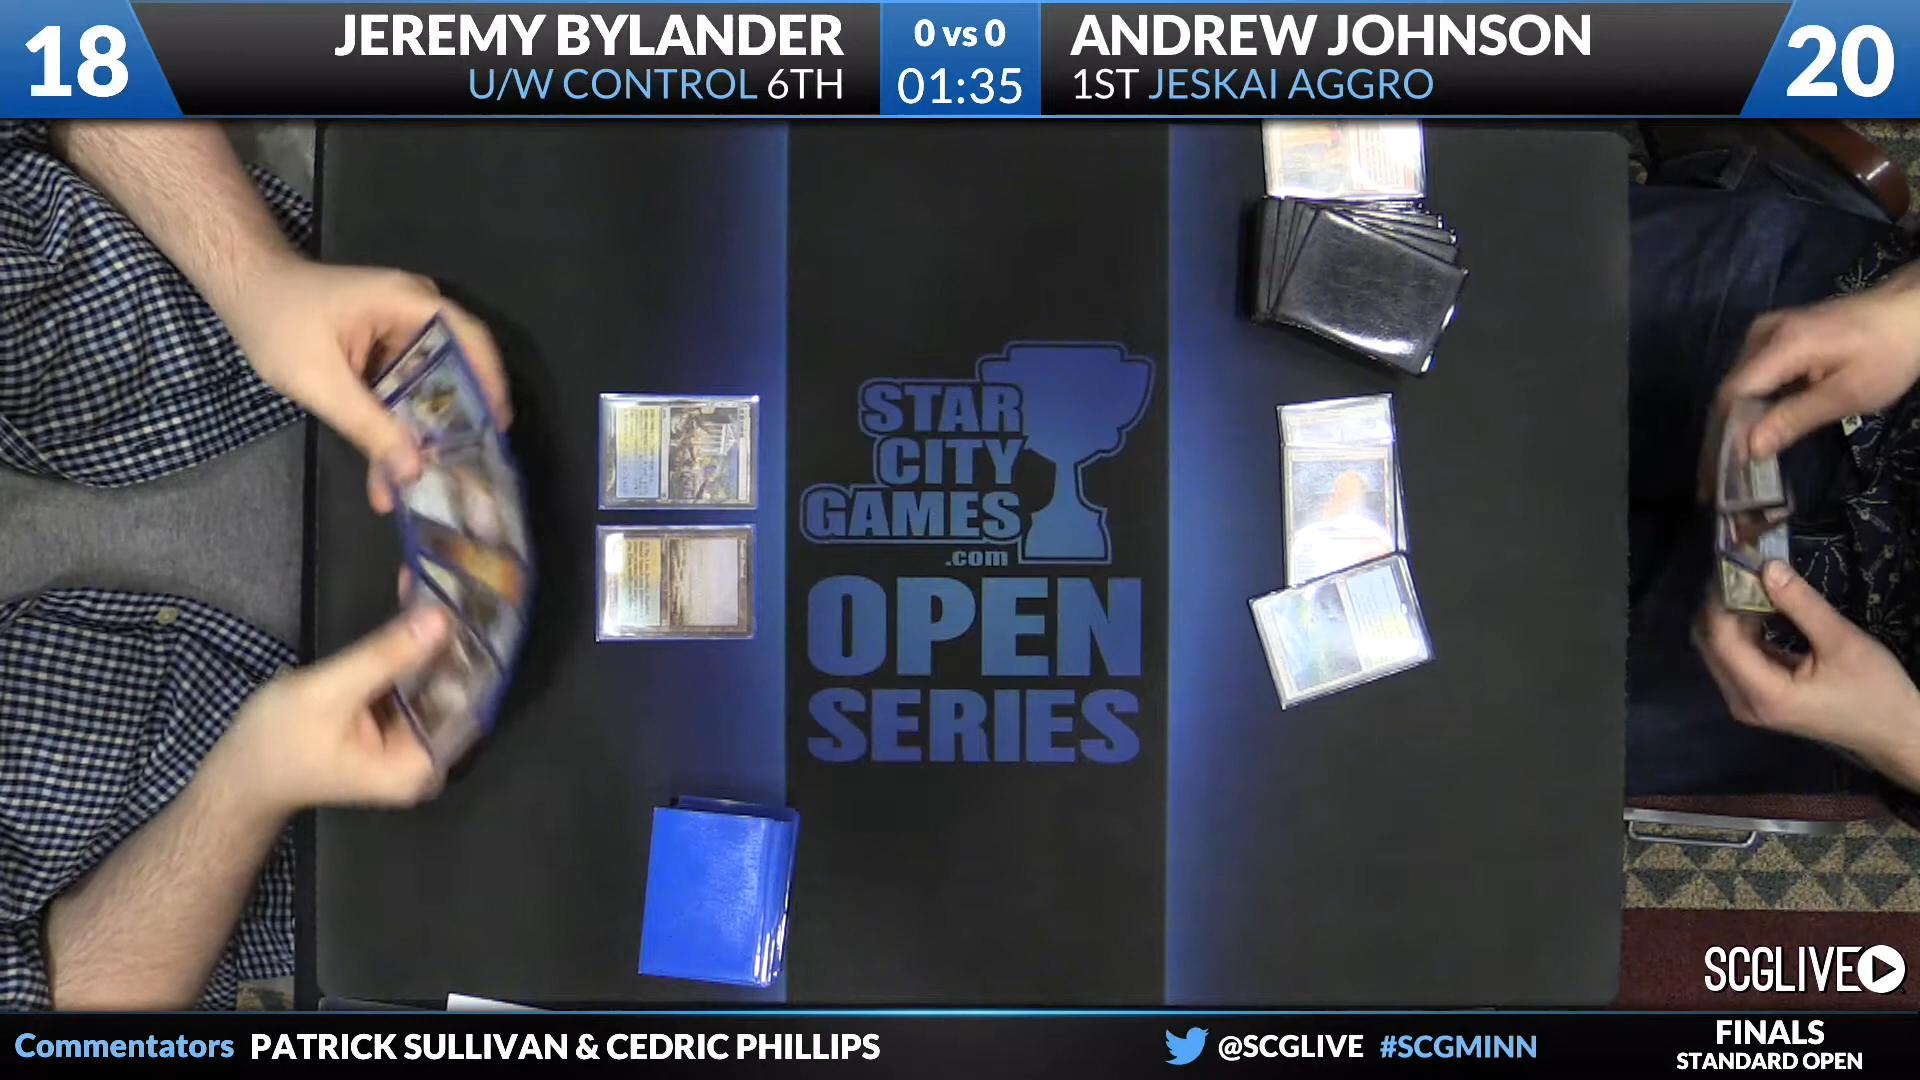 18
JEREMY BYLANDER
U/W CONTROL 6TH
0 vs 0
01:35
ANDREW JOHNSON
1ST JESKAI AGGRO
20
STAR
CITY
GAMES
.com
OPEN
SERIES
SCGLIVE
Commentators PATRICK SULLIVAN & CEDRIC PHILLIPS
@SCGLIVE #SCGMINN
FINALS
STANDARD OPEN